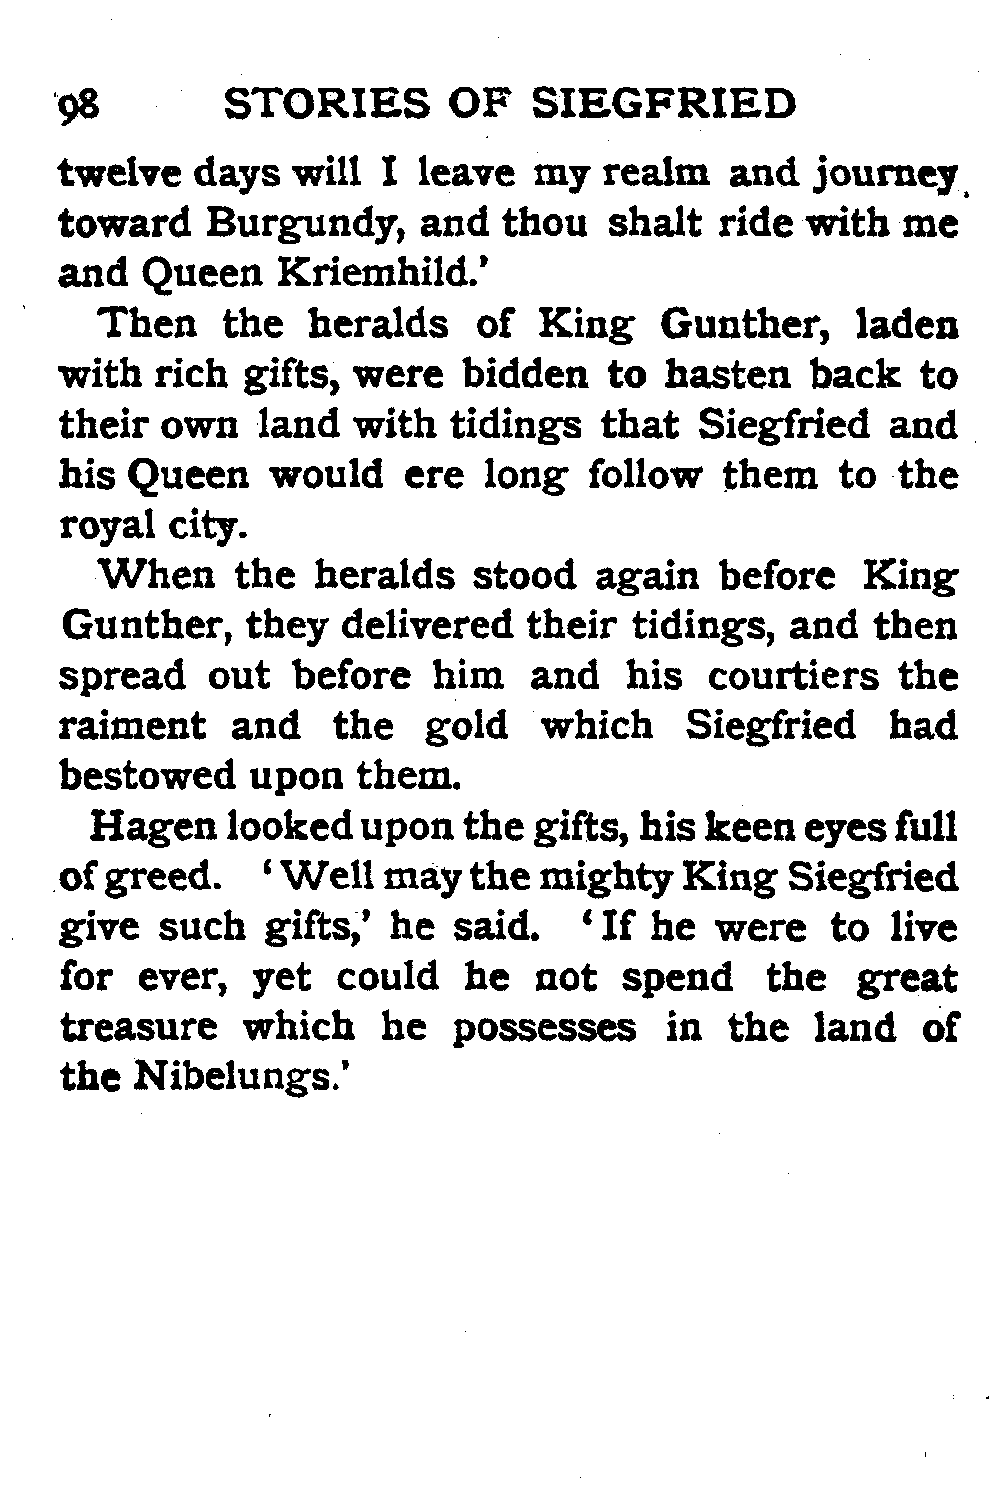 98 STORIES OF SIEGFRIED
twelve days will I leave my realm and journey
toward Burgundy, and thou shalt ride with me
and Queen Kriemhild.'
Then the heralds of King Gunther, laden
with rich gifts, were bidden to hasten back to
their own land with tidings that Siegfried and
his Queen would ere long follow them to the
royal city.
When the heralds stood again before King
Gunther, they delivered their tidings, and then
spread out before him and his courtiers the
raiment and the gold which Siegfried had
bestowed upon them.
Hagen looked upon the gifts, his keen eyes full
of greed. 'Well may the mighty King Siegfried
give such gifts,' he said. 'If he were to live
for ever, yet could he not spend the great
treasure which he possesses in the land of
the Nibelungs.'